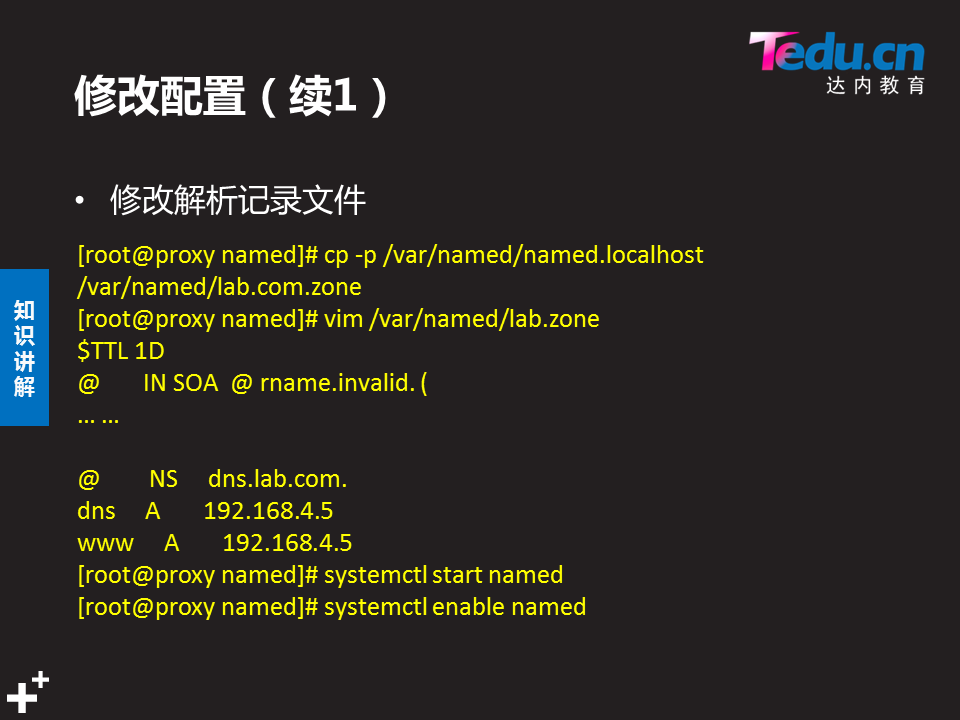 Tedu.cn
达内教育
修改配置（续1）
• 修改解析记录文件
[root@proxy named]# cp -p /var/named/named.localhost
/var/named/lab.com.zone
[root@proxy named]# vim /var/named/lab.zone
$TTL 1D
@ IN SOA @ rname.invalid. (
... ...
@ NS dns.lab.com.
dns A 192.168.4.5
www A 192.168.4.5
[root@proxy named]# systemctl start named
[root@proxy named]# systemctl enable named
知
识
讲
解